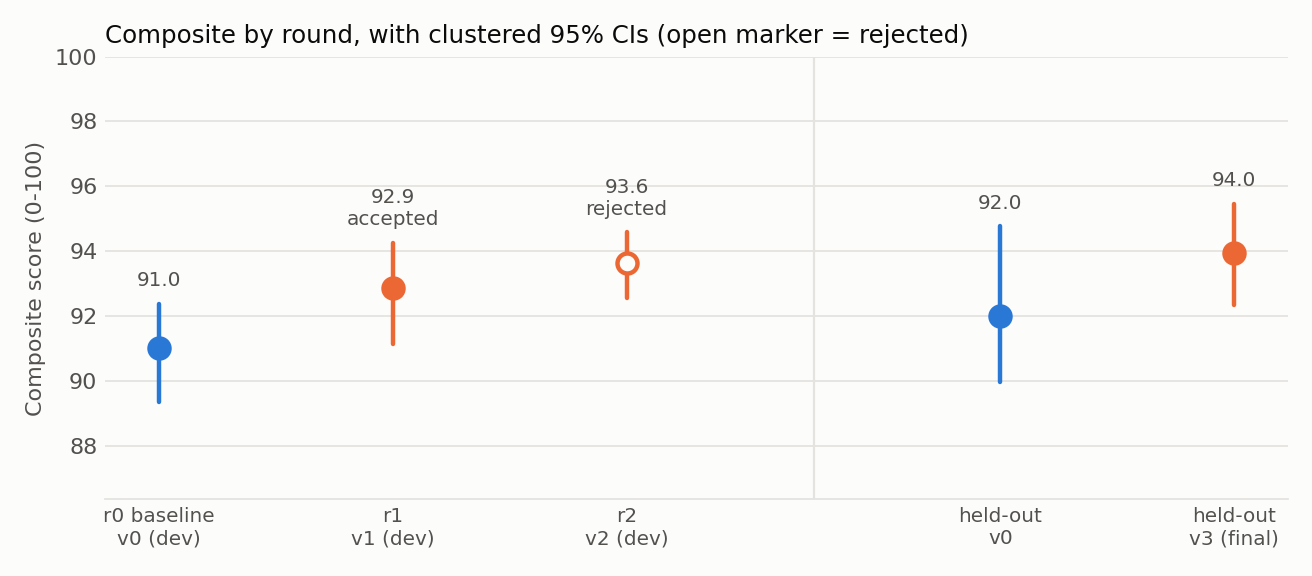 Composite by round, with clustered 95% CIs (open marker = rejected)
Composite score (0-100)
100
98
96
94
92
90
88
91.0
92.9
accepted
93.6
rejected
92.0
94.0
r0 baseline
v0 (dev)
r1
v1 (dev)
r2
v2 (dev)
held-out
v0
held-out
v3 (final)